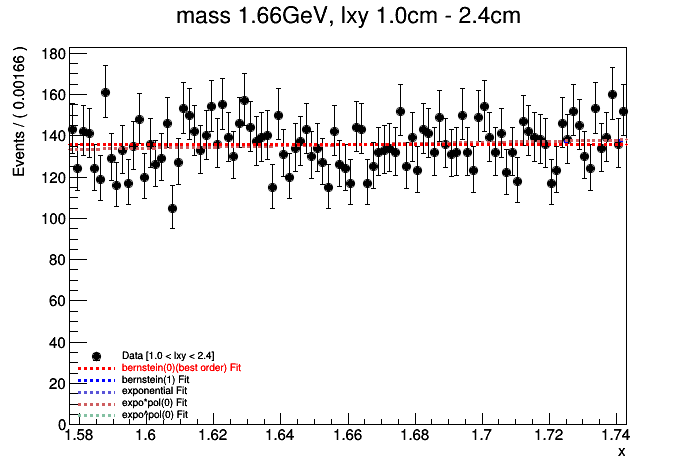 mass 1.66GeV, lxy 1.0cm - 2.4cm
Events / ( 0.00166 )
180
160
140
120
100
80
60
40
20
0
Data [1.0 < lxy < 2.4]
bernstein(0)(best order) Fit
bernstein(1) Fit
exponential Fit
expo*pol(0) Fit
expo^pol(0) Fit
1.58 1.6 1.62 1.64 1.66 1.68 1.7 1.72 1.74
x